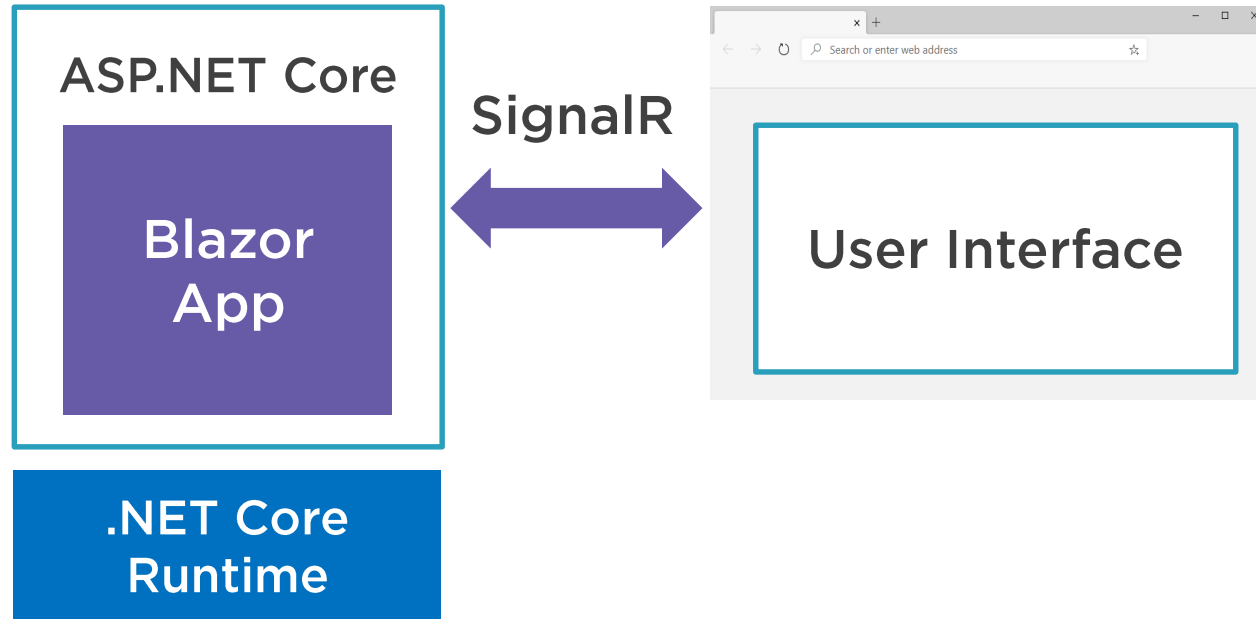 ASP.NET Core
Blazor
App
SignalR
Search or enter web address
User Interface
.NET Core
Runtime